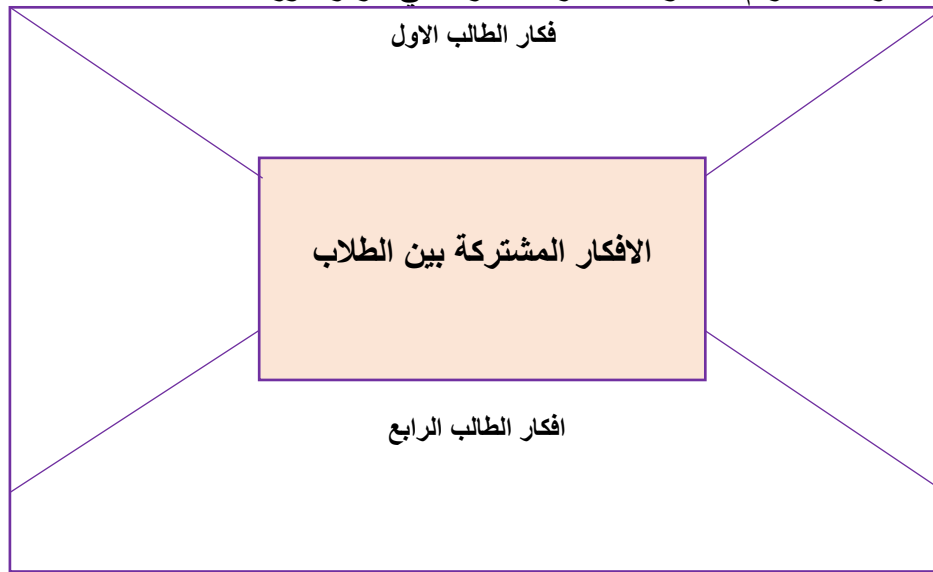 فكار الطالب الاول
الافكار المشتركة بين الطلاب
افكار الطالب الرابع